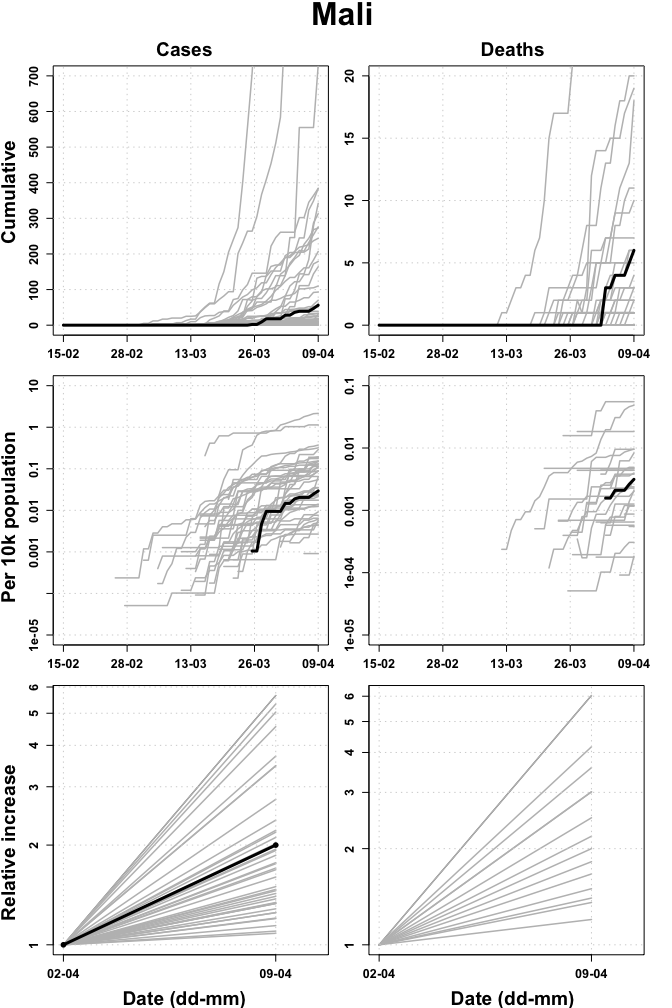 Mali
Cases
Deaths
Cumulative
700
600
500
400
300
200
100
0
15-02 28-02 13-03 26-03 09-04
20
15
10
5
0
15-02 28-02 13-03 26-03 09-04
Per 10k population
10
1
0.1
0.01
0.001
1e-05
15-02 28-02 13-03 26-03 09-04
0.1
0.01
0.001
1e-04
1e-05
15-02 28-02 13-03 26-03 09-04
Relative increase
6
5
4
3
2
1
02-04 09-04
Date (dd-mm)
6
5
4
3
2
1
02-04 09-04
Date (dd-mm)